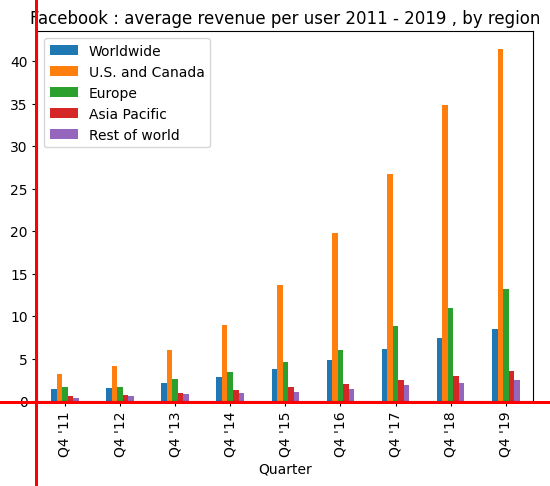 Facebook : average revenue per user 2011 - 2019 , by region
Worldwide
U.S. and Canada
Europe
Asia Pacific
Rest of world
40
35
30
25
20
15
10
5
0
Q4 '11
Q4 '12
Q4 '13
Q4 '14
Q4 '15
Q4 '16
Q4 '17
Q4 '18
Q4 '19
Quarter